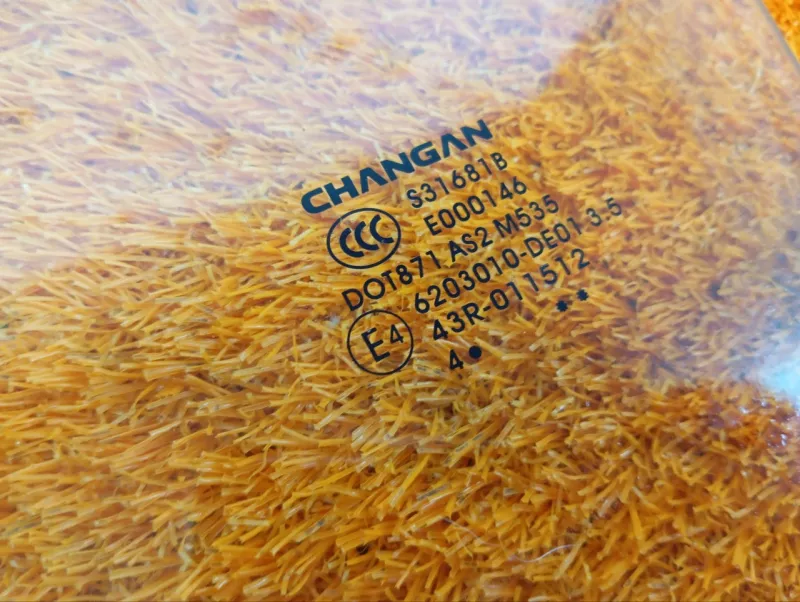 CHANGAN
CCC S31681B
E000146
DOT871 AS2 M535
6203010-DE01 3.5
E4 43R-011512
4● ▪▪